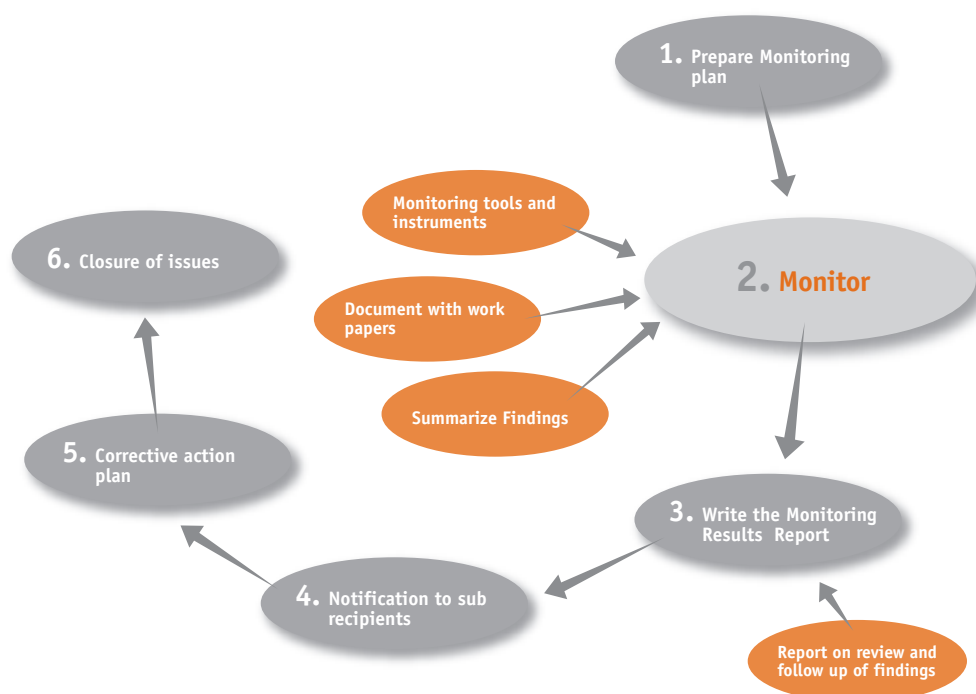 1. Prepare Monitoring
plan
2. Monitor
Monitoring tools and
instruments
Document with work
papers
Summarize Findings
3. Write the Monitoring
Results Report
Report on review and
follow up of findings
4. Notification to sub
recipients
5. Corrective action
plan
6. Closure of issues